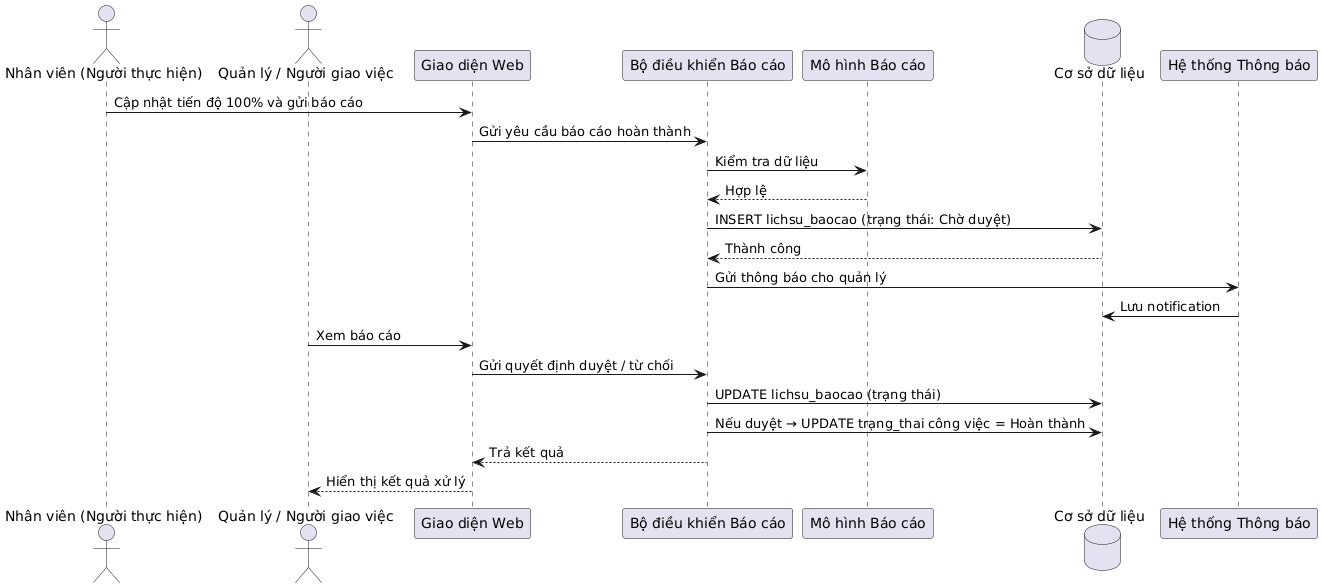 Nhân viên (Người thực hiện)
Quản lý / Người giao việc
Giao diện Web
Bộ điều khiển Báo cáo
Mô hình Báo cáo
Cơ sở dữ liệu
Hệ thống Thông báo
Cập nhật tiến độ 100% và gửi báo cáo
Gửi yêu cầu báo cáo hoàn thành
Kiểm tra dữ liệu
Hợp lệ
INSERT lichsu_baocao (trạng thái: Chờ duyệt)
Thành công
Gửi thông báo cho quản lý
Lưu notification
Xem báo cáo
Gửi quyết định duyệt / từ chối
UPDATE lichsu_baocao (trạng thái)
Nếu duyệt → UPDATE trạng_thai công việc = Hoàn thành
Trả kết quả
Hiển thị kết quả xử lý
Nhân viên (Người thực hiện)
Quản lý / Người giao việc
Giao diện Web
Bộ điều khiển Báo cáo
Mô hình Báo cáo
Cơ sở dữ liệu
Hệ thống Thông báo